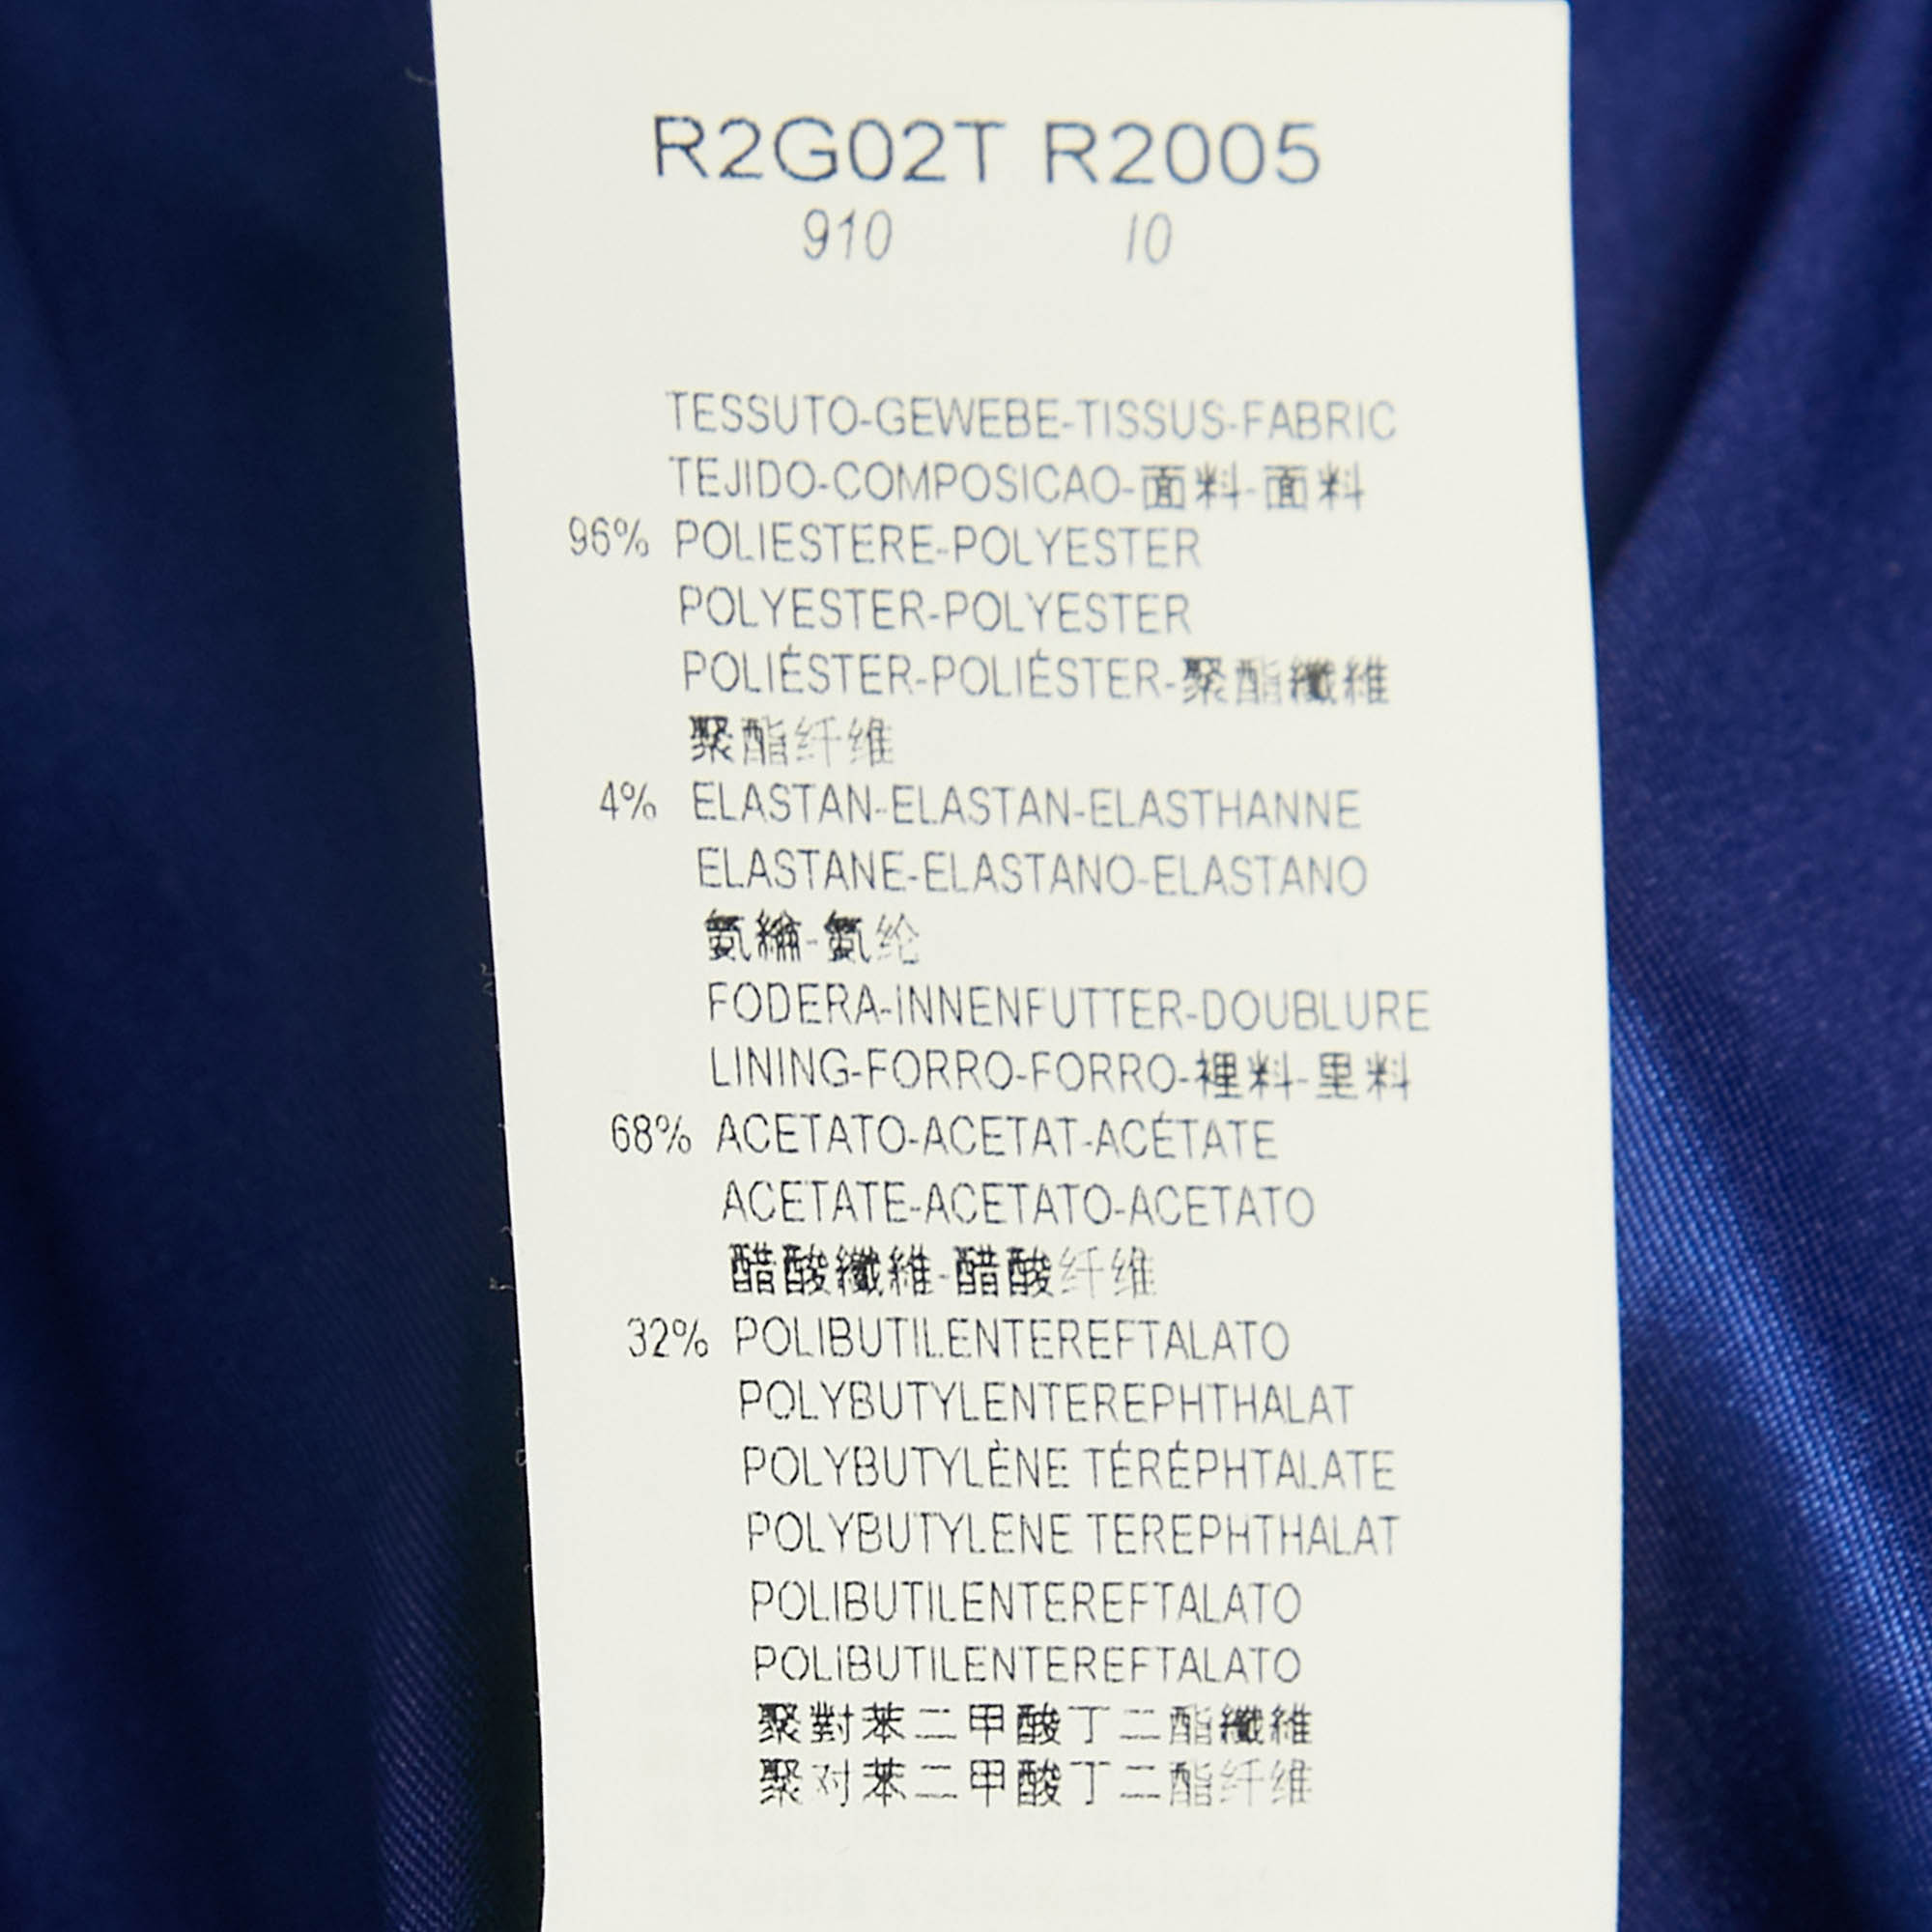 R2G02T R2005
910 10
TESSUTO-GEWEBE-TISSUS-FABRIC
TEJIDO-COMPOSICAO-面料-面料
96% POLIESTERE-POLYESTER
POLYESTER-POLYESTER
POLIÉSTER-POLIÉSTER-聚酯纖維
聚酯纤维
4% ELASTAN-ELASTAN-ELASTHANNE
ELASTANE-ELASTANO-ELASTANO
氨綸-氨纶
FODERA-INNENFUTTER-DOUBLURE
LINING-FORRO-FORRO-裡料-里料
68% ACETATO-ACETAT-ACÉTATE
ACETATE-ACETATO-ACETATO
醋酸纖維-醋酸纤维
32% POLIBUTILENTEREFTALATO
POLYBUTYLENTEREPHTHALAT
POLYBUTYLÈNE TÉRÉPHTALATE
POLYBUTYLENE TEREPHTHALAT
POLIBUTILENTEREFTALATO
POLIBUTILENTEREFTALATO
聚對苯二甲酸丁二酯纖維
聚对苯二甲酸丁二酯纤维